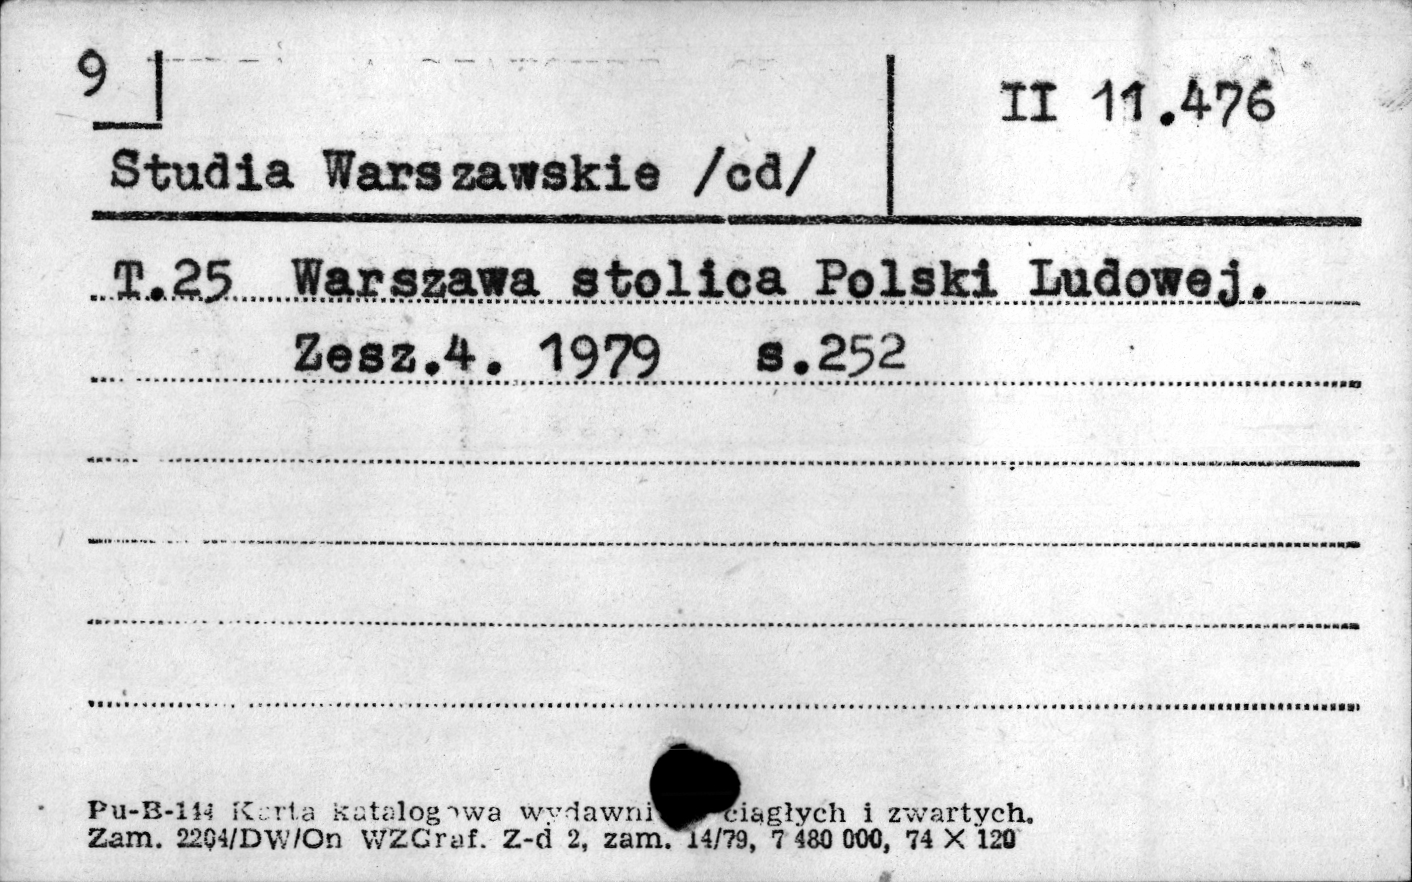 9
II 11.476
Studia Warszawskie /cd/
T.25 Warszawa stolica Polski Ludowej.
Zesz.4. 1979 s.252
Pu-B-144 Karta katalogowa wydawni ciągłych i zwartych.
Zam. 2204/DW/On WZGraf. Z-d 2, zam. 14/79, 7 480 000, 74 X 120